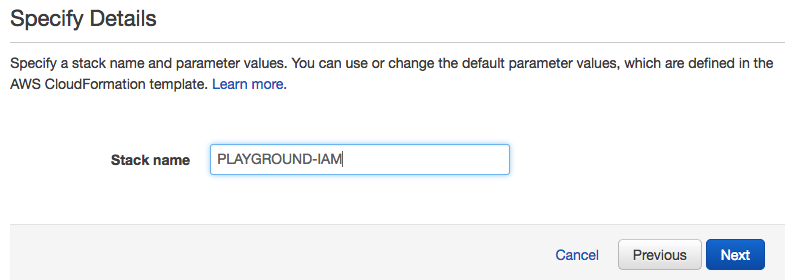 Specify Details
Specify a stack name and parameter values. You can use or change the default parameter values, which are defined in the
AWS CloudFormation template. Learn more.
Stack name PLAYGROUND-IAM
Cancel Previous Next